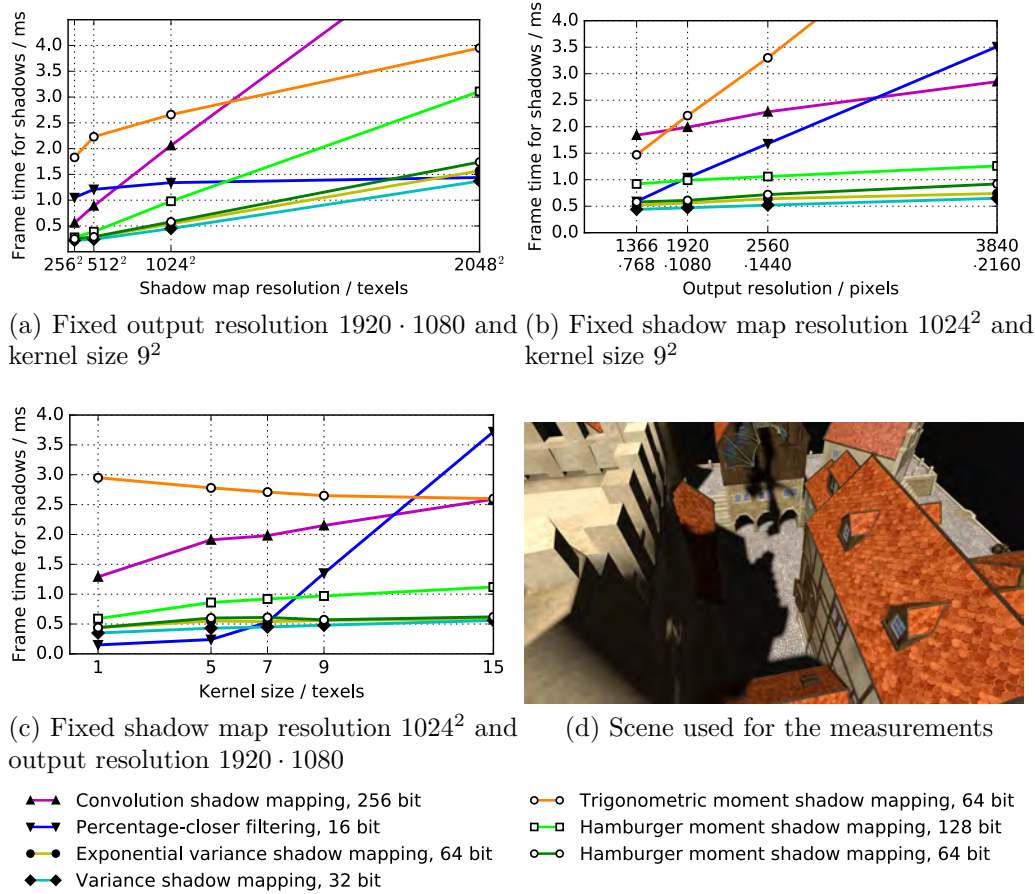 4.0
3.5
3.0
2.5
2.0
1.5
1.0
0.5
Frame time for shadows / ms
256² 512² 1024² 2048²
Shadow map resolution / texels
(a) Fixed output resolution 1920 · 1080 and
kernel size 9²
4.0
3.5
3.0
2.5
2.0
1.5
1.0
0.5
0.0
Frame time for shadows / ms
1366 1920 2560 3840
·768 ·1080 ·1440 ·2160
Output resolution / pixels
(b) Fixed shadow map resolution 1024² and
kernel size 9²
4.0
3.5
3.0
2.5
2.0
1.5
1.0
0.5
0.0
Frame time for shadows / ms
1 5 7 9 15
Kernel size / texels
(c) Fixed shadow map resolution 1024² and
output resolution 1920 · 1080
(d) Scene used for the measurements
Convolution shadow mapping, 256 bit
Percentage-closer filtering, 16 bit
Exponential variance shadow mapping, 64 bit
Variance shadow mapping, 32 bit
Trigonometric moment shadow mapping, 64 bit
Hamburger moment shadow mapping, 128 bit
Hamburger moment shadow mapping, 64 bit